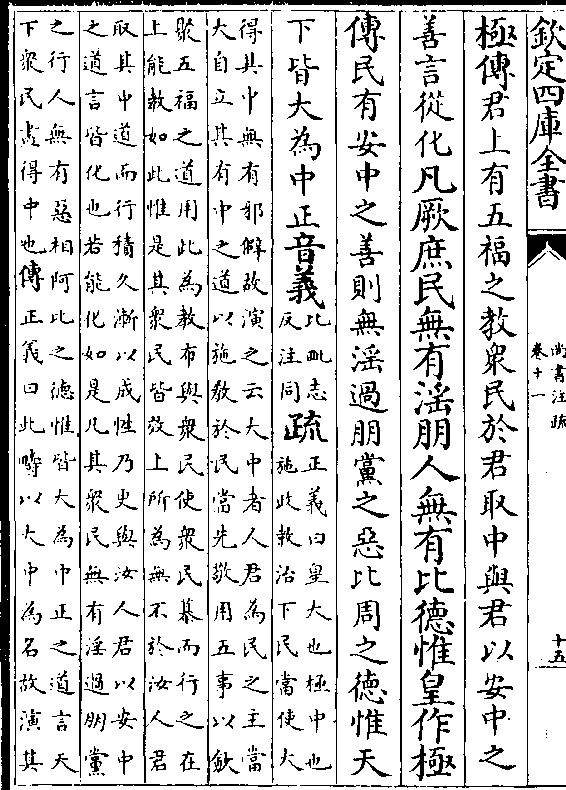 欽定四庫全書
尚書注疏
卷十一
十五
極傳君上有五福之教衆民於君取中與君以安中之
善言從化凡厥庶民無有淫朋人無有比德惟皇作極
傳民有安中之善則無淫過朋黨之惡比周之德惟天
下皆大為中正音義比毗志
反注同疏正義曰皇大也極中也
施政教治下民當使大
得其中無有邪僻故演之云大中者人君為民之主當
大自立其有中之道以施教於民當先敬用五事以斂
聚五福之道用此為教布與衆民使衆民慕而行之在
上能教如此惟是其衆民皆效上所為無不於汝人君
取其中道而行積久漸以成性乃更與汝人君以安中
之道言皆化也若能化如是凡其衆民無有淫過朋黨
之行人無有惡相阿比之德惟皆大為中正之道言天
下衆民盡得中也傳正義曰此疇以大中為名故演其